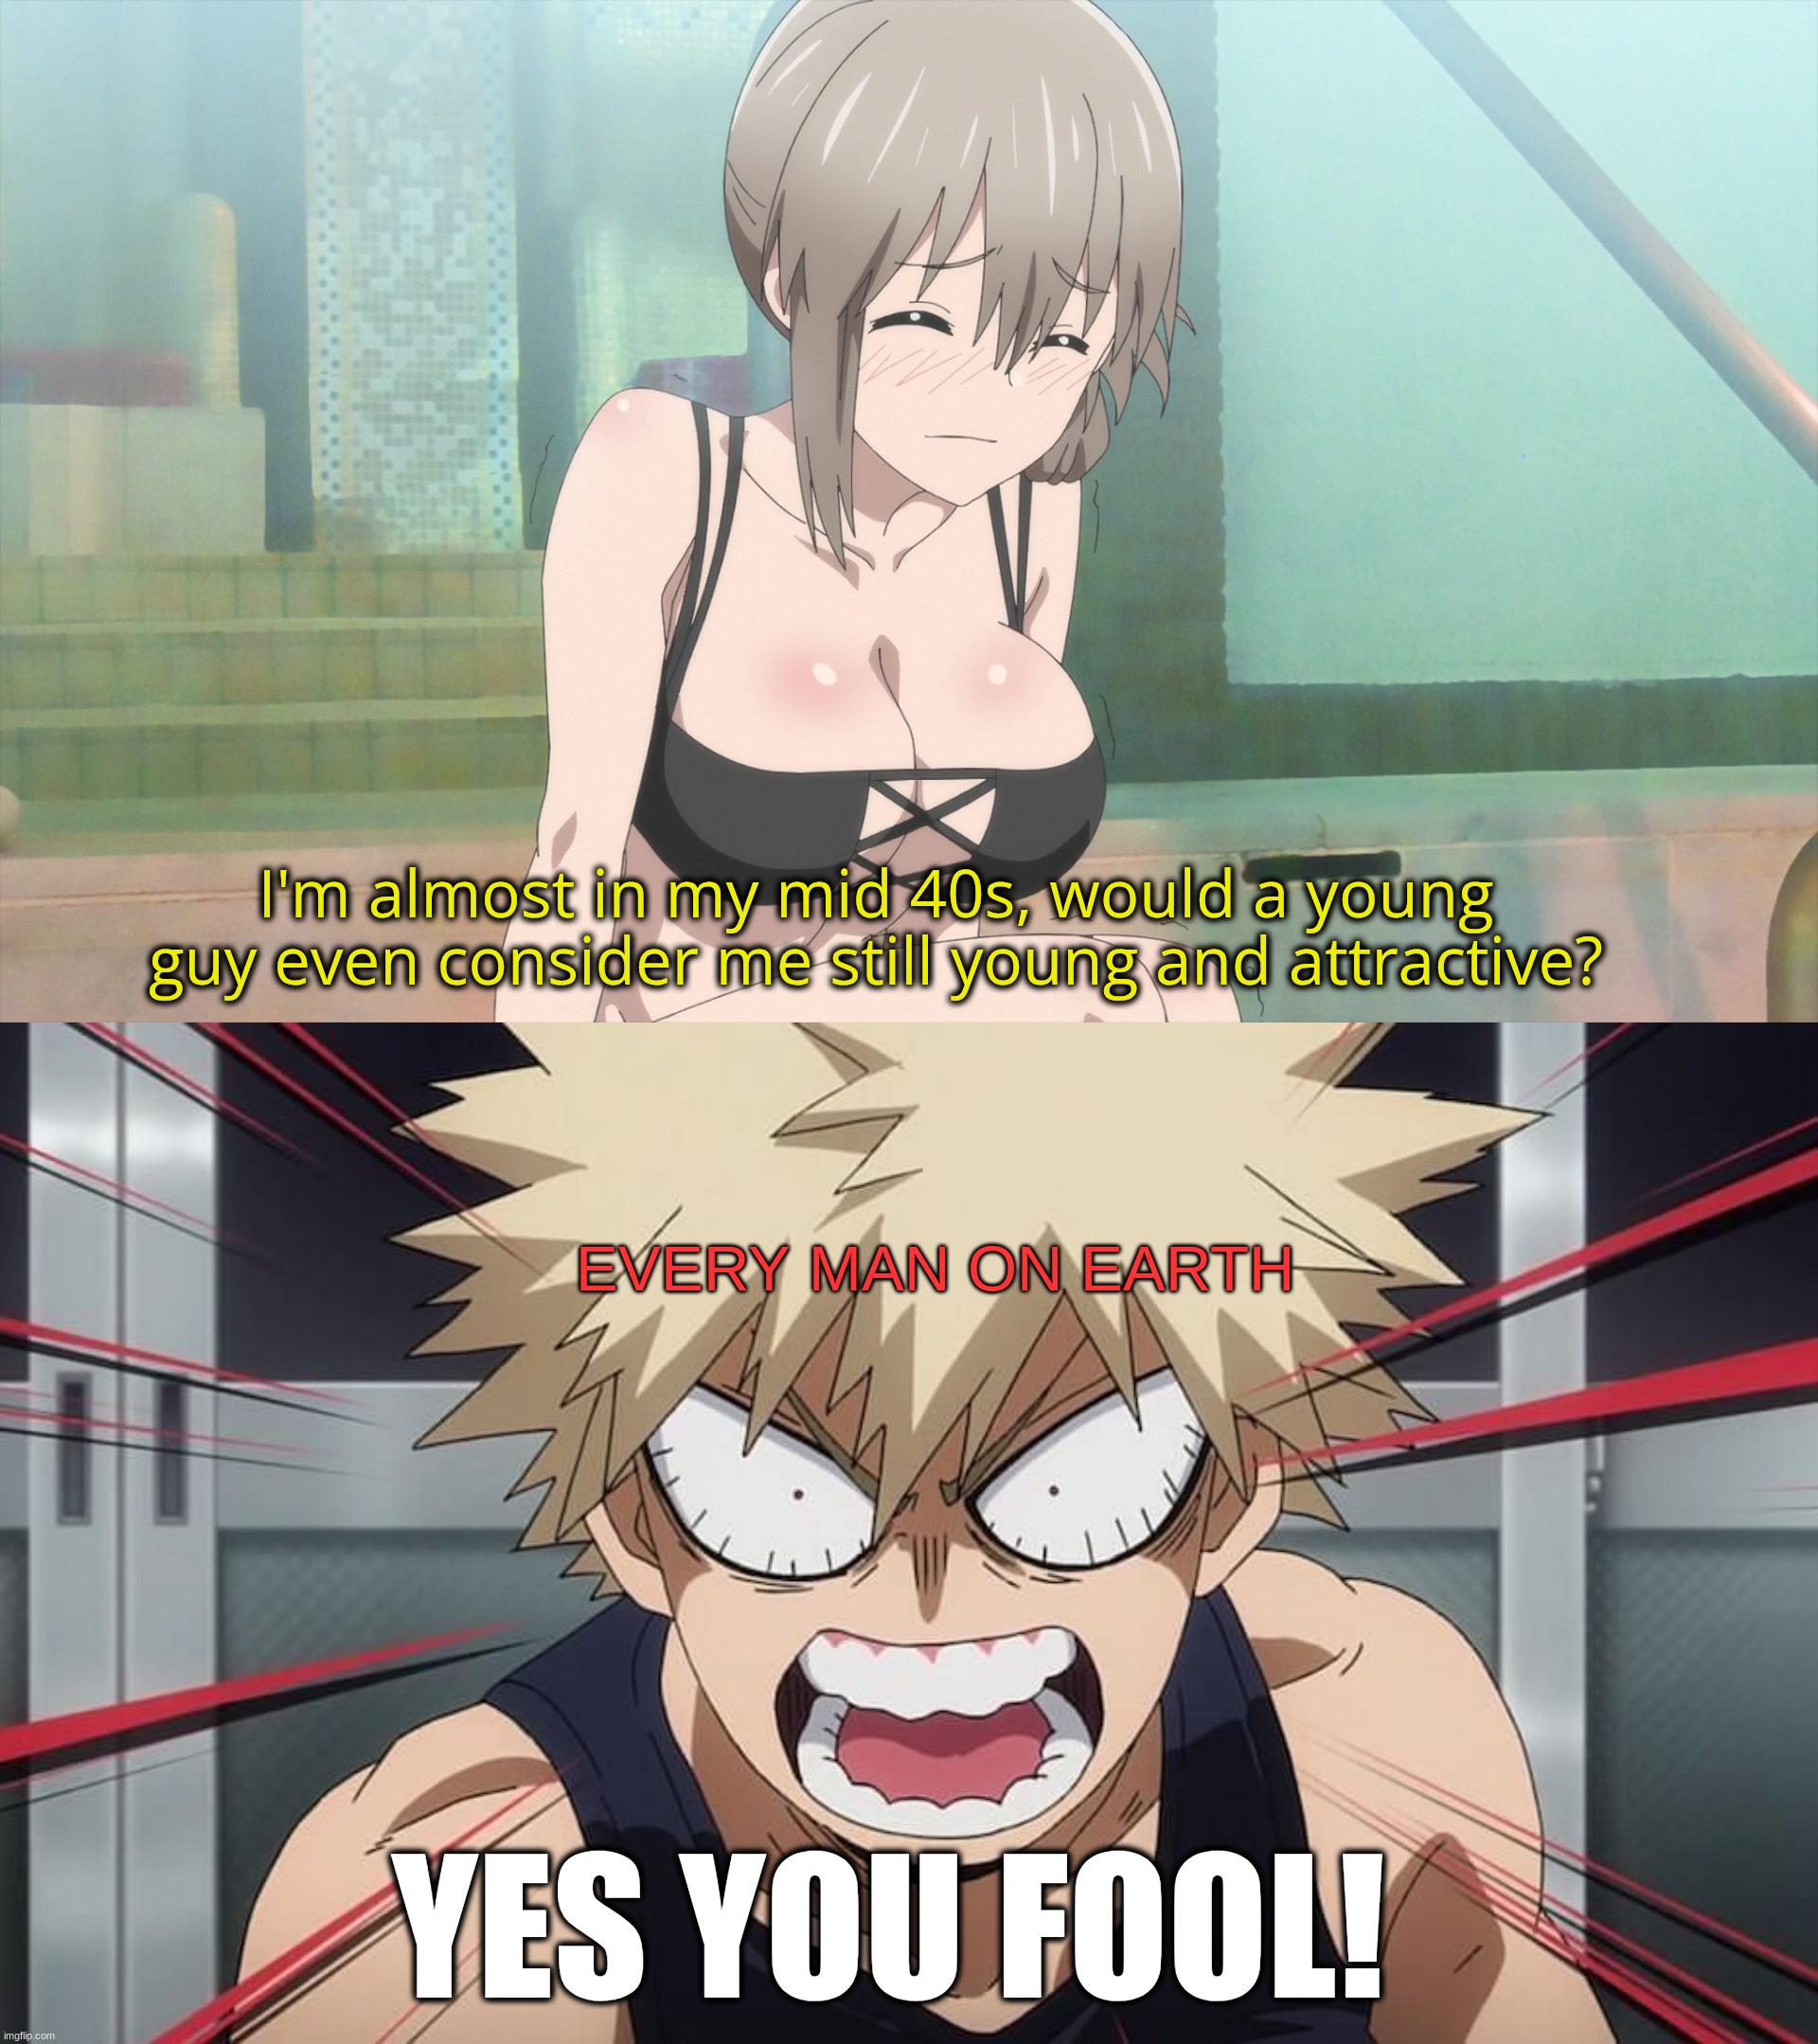 I'm almost in my mid 40s, would a young
guy even consider me still young and attractive?
EVERY MAN ON EARTH
YES YOU FOOL!
imgflip.com